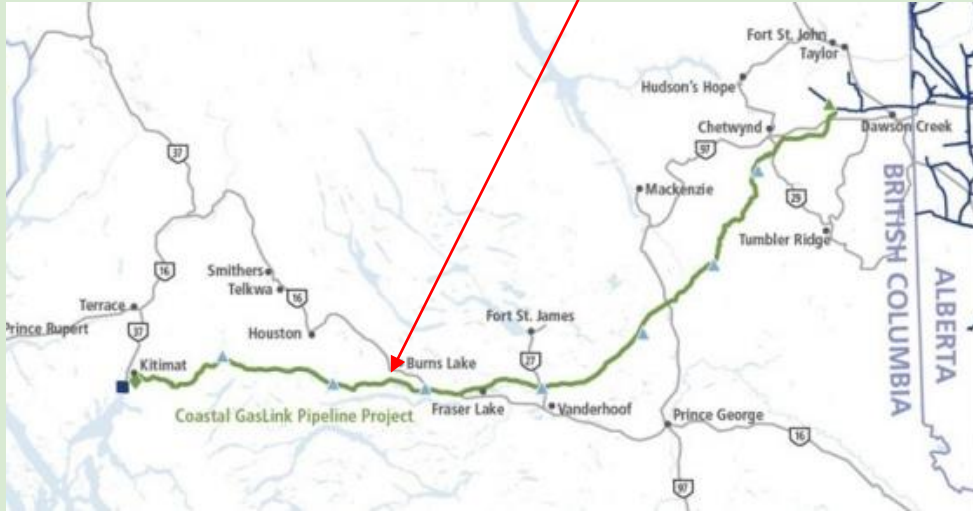 Fort St. John
Taylor
Hudson's Hope
Chetwynd
Dawson Creek
97
Mackenzie
29
Tumbler Ridge
BRITISH COLUMBIA
ALBERTA
37
16
Smithers
Telkwa
16
Terrace
Prince Rupert
37
Houston
Fort St. James
27
Burns Lake
Kitimat
Fraser Lake
Vanderhoof
Coastal GasLink Pipeline Project
Prince George
16
97